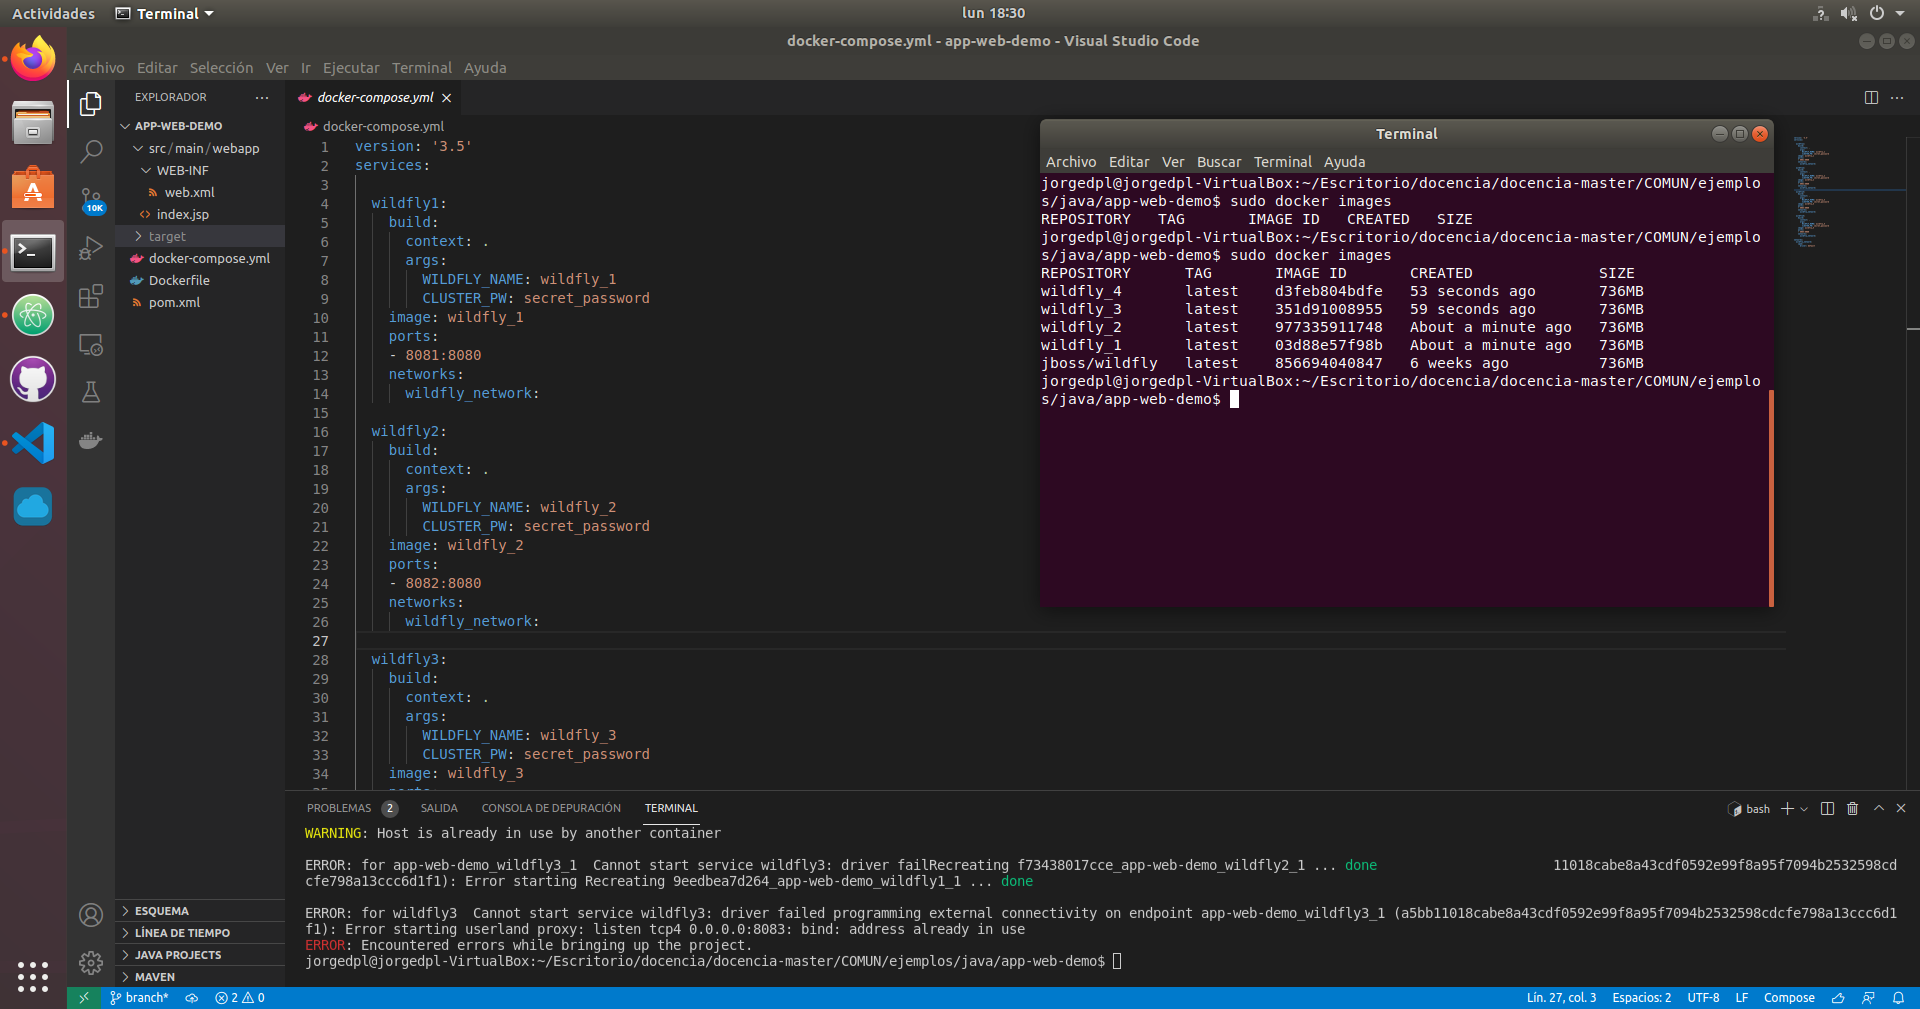 Actividades
Terminal
lun 18:30
docker-compose.yml - app-web-demo - Visual Studio Code
Archivo Editar Selección Ver Ir Ejecutar Terminal Ayuda
EXPLORADOR
APP-WEB-DEMO
src/main/webapp
WEB-INF
web.xml
index.jsp
target
docker-compose.yml
Dockerfile
pom.xml
10K
ESQUEMA
LÍNEA DE TIEMPO
JAVA PROJECTS
MAVEN
docker-compose.yml
docker-compose.yml
1 version: '3.5'
2 services:
3
4 wildfly1:
5 build:
6 context: .
7 args:
8 WILDFLY_NAME: wildfly_1
9 CLUSTER_PW: secret_password
10 image: wildfly_1
11 ports:
12 - 8081:8080
13 networks:
14 wildfly_network:
15
16 wildfly2:
17 build:
18 context: .
19 args:
20 WILDFLY_NAME: wildfly_2
21 CLUSTER_PW: secret_password
22 image: wildfly_2
23 ports:
24 - 8082:8080
25 networks:
26 wildfly_network:
27
28 wildfly3:
29 build:
30 context: .
31 args:
32 WILDFLY_NAME: wildfly_3
33 CLUSTER_PW: secret_password
34 image: wildfly_3
Terminal
Archivo Editar Ver Buscar Terminal Ayuda
jorgedpl@jorgedpl-VirtualBox:~/Escritorio/docencia/docencia-master/COMUN/ejemplo
s/java/app-web-demo$ sudo docker images
REPOSITORY TAG IMAGE ID CREATED SIZE
jorgedpl@jorgedpl-VirtualBox:~/Escritorio/docencia/docencia-master/COMUN/ejemplo
s/java/app-web-demo$ sudo docker images
REPOSITORY TAG IMAGE ID CREATED SIZE
wildfly_4 latest d3feb804bdfe 53 seconds ago 736MB
wildfly_3 latest 351d91008955 59 seconds ago 736MB
wildfly_2 latest 977335911748 About a minute ago 736MB
wildfly_1 latest 03d88e57f98b About a minute ago 736MB
jboss/wildfly latest 856694040847 6 weeks ago 736MB
jorgedpl@jorgedpl-VirtualBox:~/Escritorio/docencia/docencia-master/COMUN/ejemplo
s/java/app-web-demo$
PROBLEMAS 2 SALIDA CONSOLA DE DEPURACIÓN TERMINAL
bash
WARNING: Host is already in use by another container
ERROR: for app-web-demo_wildfly3_1 Cannot start service wildfly3: driver failRecreating f73438017cce_app-web-demo_wildfly2_1 ... done 11018cabe8a43cdf0592e99f8a95f7094b2532598cd
cfe798a13ccc6d1f1): Error starting Recreating 9eedbea7d264_app-web-demo_wildfly1_1 ... done
ERROR: for wildfly3 Cannot start service wildfly3: driver failed programming external connectivity on endpoint app-web-demo_wildfly3_1 (a5bb11018cabe8a43cdf0592e99f8a95f7094b2532598cdcfe798a13ccc6d1
f1): Error starting userland proxy: listen tcp4 0.0.0.0:8083: bind: address already in use
ERROR: Encountered errors while bringing up the project.
jorgedpl@jorgedpl-VirtualBox:~/Escritorio/docencia/docencia-master/COMUN/ejemplos/java/app-web-demo$
branch* 2 0
Lín. 27, col. 3 Espacios: 2 UTF-8 LF Compose